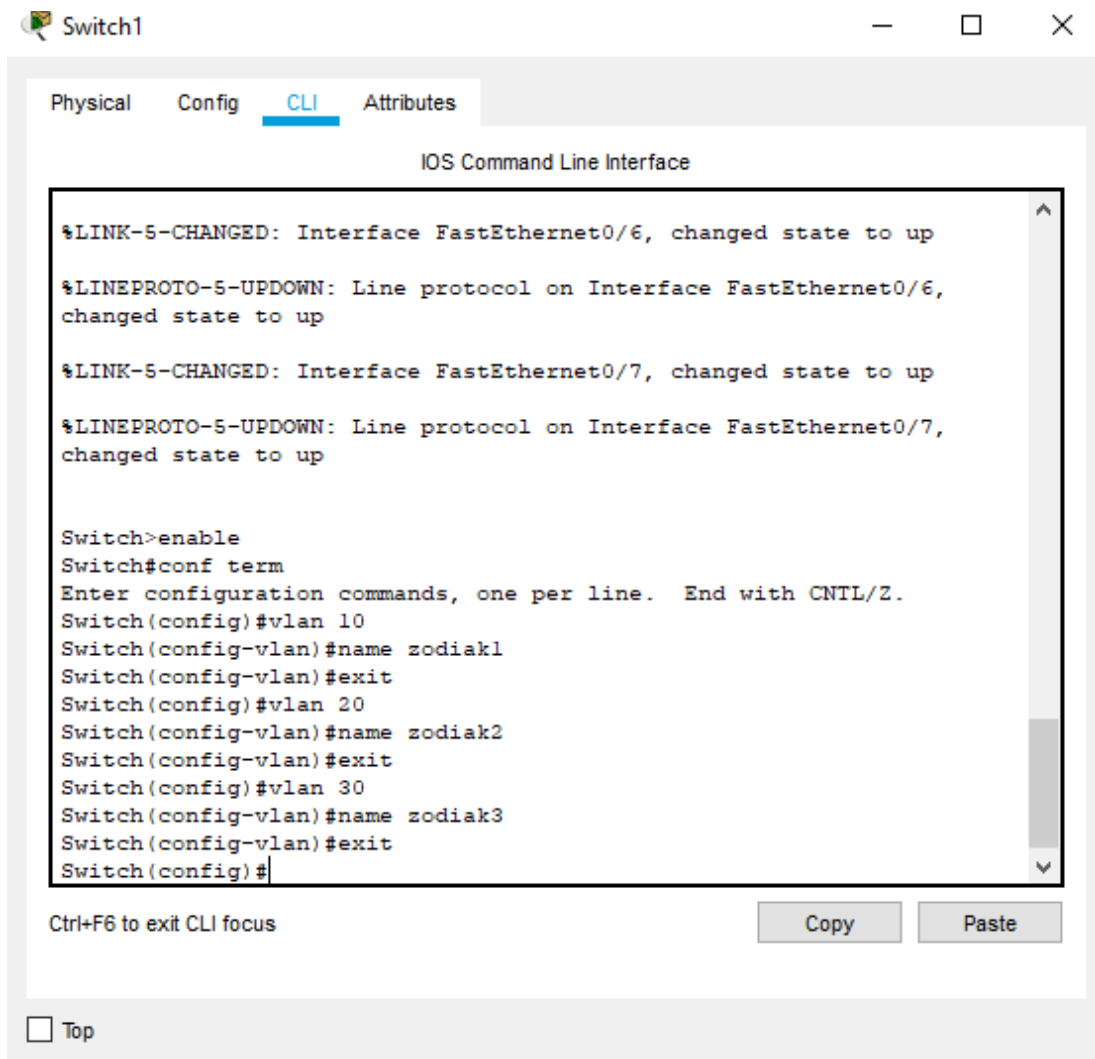 Switch1
Physical Config CLI Attributes
IOS Command Line Interface
%LINK-5-CHANGED: Interface FastEthernet0/6, changed state to up
%LINEPROTO-5-UPDOWN: Line protocol on Interface FastEthernet0/6,
changed state to up
%LINK-5-CHANGED: Interface FastEthernet0/7, changed state to up
%LINEPROTO-5-UPDOWN: Line protocol on Interface FastEthernet0/7,
changed state to up
Switch>enable
Switch#conf term
Enter configuration commands, one per line.  End with CNTL/Z.
Switch(config)#vlan 10
Switch(config-vlan)#name zodiak1
Switch(config-vlan)#exit
Switch(config)#vlan 20
Switch(config-vlan)#name zodiak2
Switch(config-vlan)#exit
Switch(config)#vlan 30
Switch(config-vlan)#name zodiak3
Switch(config-vlan)#exit
Switch(config)#
Ctrl+F6 to exit CLI focus
Copy Paste
Top